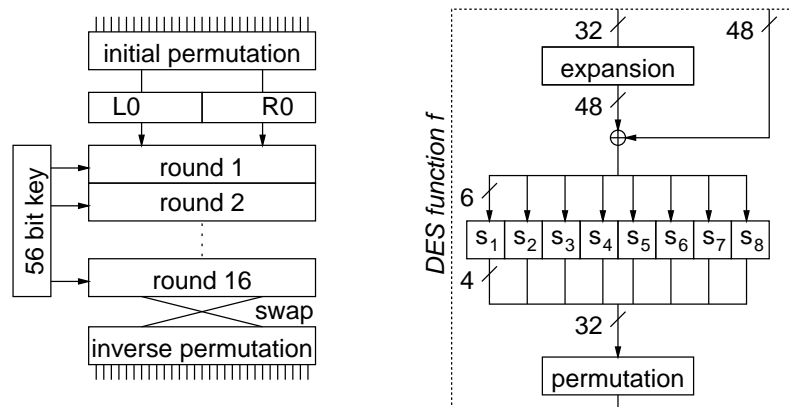 initial permutation
L0
R0
56 bit key
round 1
round 2
round 16
swap
inverse permutation
DES function f
32
48
expansion
48
6
s1 s2 s3 s4 s5 s6 s7 s8
4
32
permutation